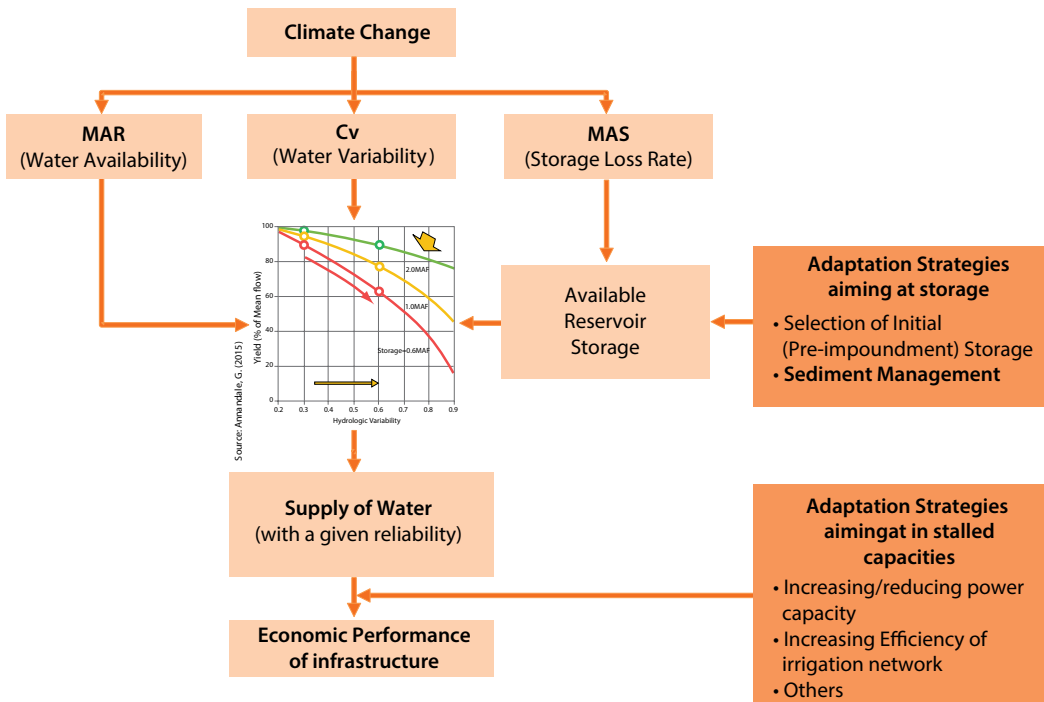 Climate Change
MAR
(Water Availability)
Cv
(Water Variability)
MAS
(Storage Loss Rate)
100
80
60
40
20
0
Yield (% of Mean flow)
2.0MAF
1.0MAF
Storage=0.6MAF
0.2 0.3 0.4 0.5 0.6 0.7 0.8 0.9
Hydrologic Variability
Source: Annandale, G. (2015)
Available
Reservoir
Storage
Adaptation Strategies
aiming at storage
• Selection of Initial
(Pre-impoundment) Storage
• Sediment Management
Supply of Water
(with a given reliability)
Adaptation Strategies
aimingat in stalled
capacities
• Increasing/reducing power
capacity
• Increasing Efficiency of
irrigation network
• Others
Economic Performance
of infrastructure